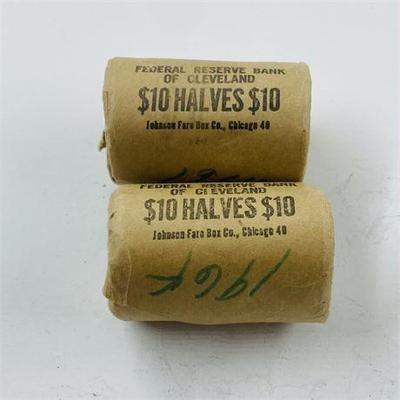 FEDERAL RESERVE BANK
OF CLEVELAND
$10 HALVES $10
Johnson Fare Box Co., Chicago 40
FEDERAL RESERVE BANK
OF CLEVELAND
$10 HALVES $10
Johnson Fare Box Co., Chicago 40
1964